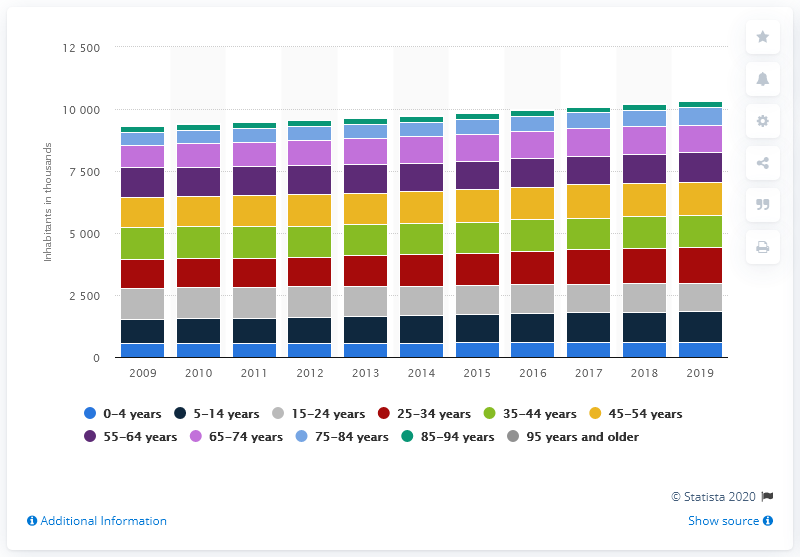 12 500
10 000
7 500
5 000
2 500
0
Inhabitants in thousands
2009 2010 2011 2012 2013 2014 2015 2016 2017 2018 2019
0-4 years 5-14 years 15-24 years 25-34 years 35-44 years 45-54 years
55-64 years 65-74 years 75-84 years 85-94 years 95 years and older
© Statista 2020
Additional Information Show source